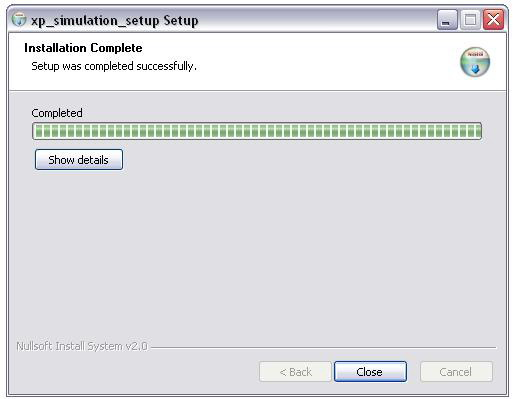 xp_simulation_setup Setup
Installation Complete
Setup was completed successfully.
Completed
Show details
Nullsoft Install System v2.0
< Back
Close
Cancel